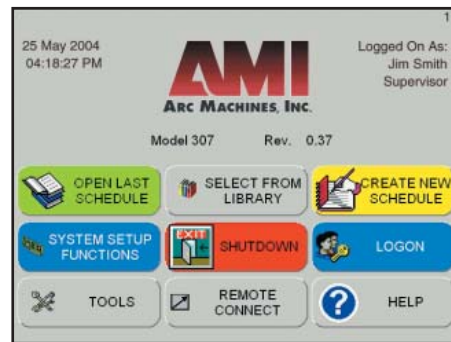 1
25 May 2004
04:18:27 PM
Logged On As:
Jim Smith
Supervisor
AMI
ARC MACHINES, INC.
Model 307 Rev. 0.37
OPEN LAST
SCHEDULE
SELECT FROM
LIBRARY
CREATE NEW
SCHEDULE
SYSTEM SETUP
FUNCTIONS
EXIT
SHUTDOWN
LOGON
TOOLS
REMOTE
CONNECT
?
HELP